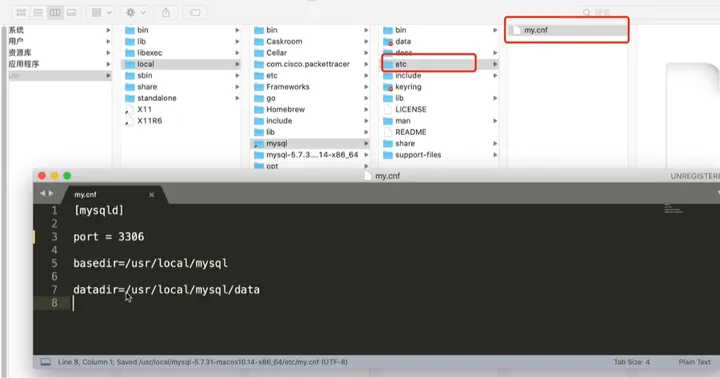 搜索
系统
用户
资源库
应用程序
usr
bin
lib
libexec
local
sbin
share
standalone
X11
X11R6
bin
Caskroom
Cellar
com.cisco.packettracer
etc
Frameworks
go
Homebrew
include
lib
mysql
mysql-5.7.3....14-x86_64
opt
bin
data
docs
etc
include
keyring
lib
LICENSE
man
README
share
support-files
my.cnf
my.cnf
UNREGISTERE
my.cnf
1 [mysqld]
2
3 port = 3306
4
5 basedir=/usr/local/mysql
6
7 datadir=/usr/local/mysql/data
8
Line 8, Column 1, Saved /usr/local/mysql-5.7.31-macos10.14-x86_64/etc/my.cnf (UTF-8)
Tab Size: 4
Plain Text